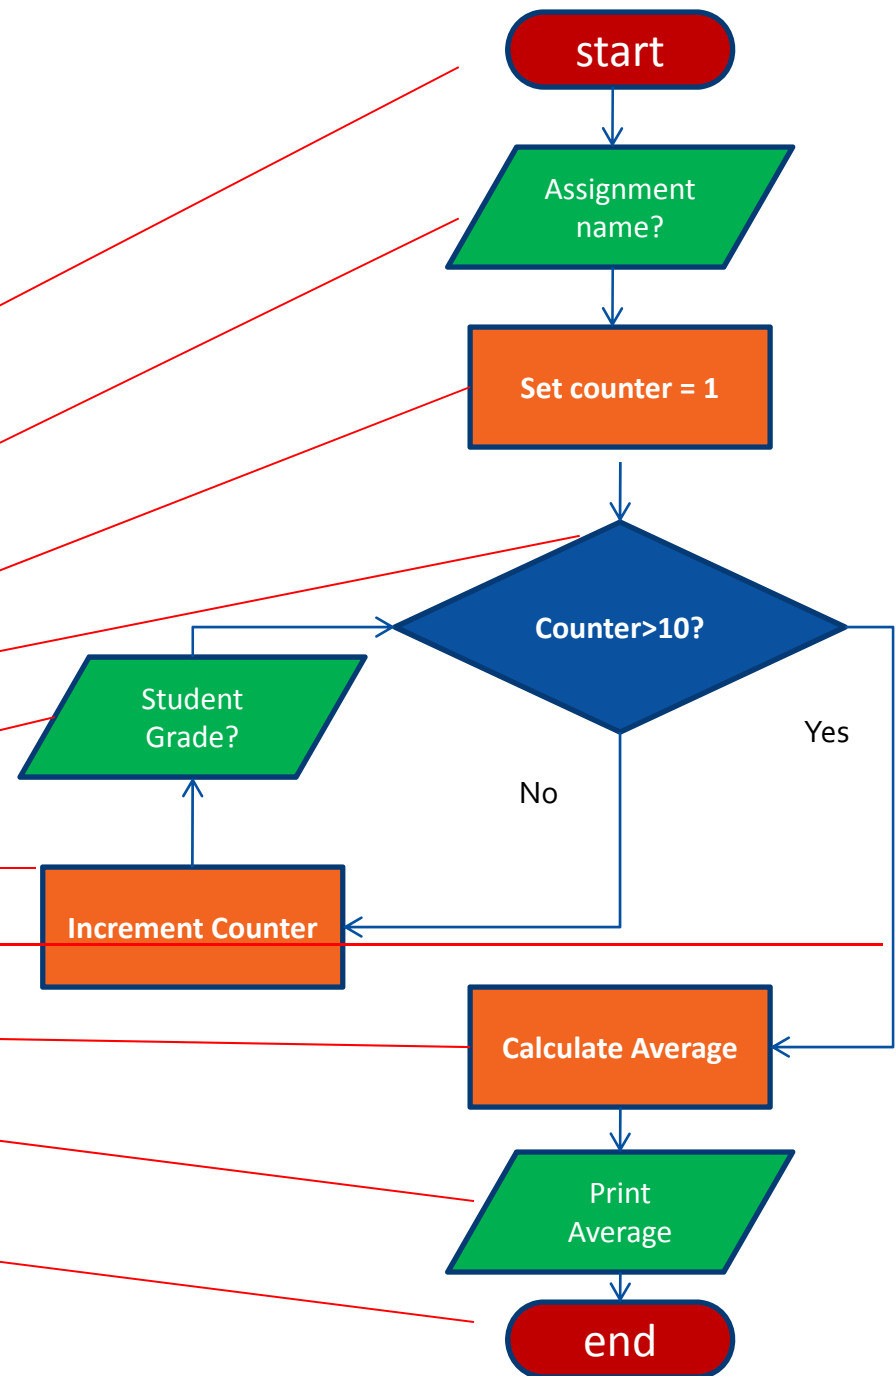 start
Assignment
name?
Set counter = 1
Counter>10?
Student
Grade?
Yes
No
Increment Counter
Calculate Average
Print
Average
end